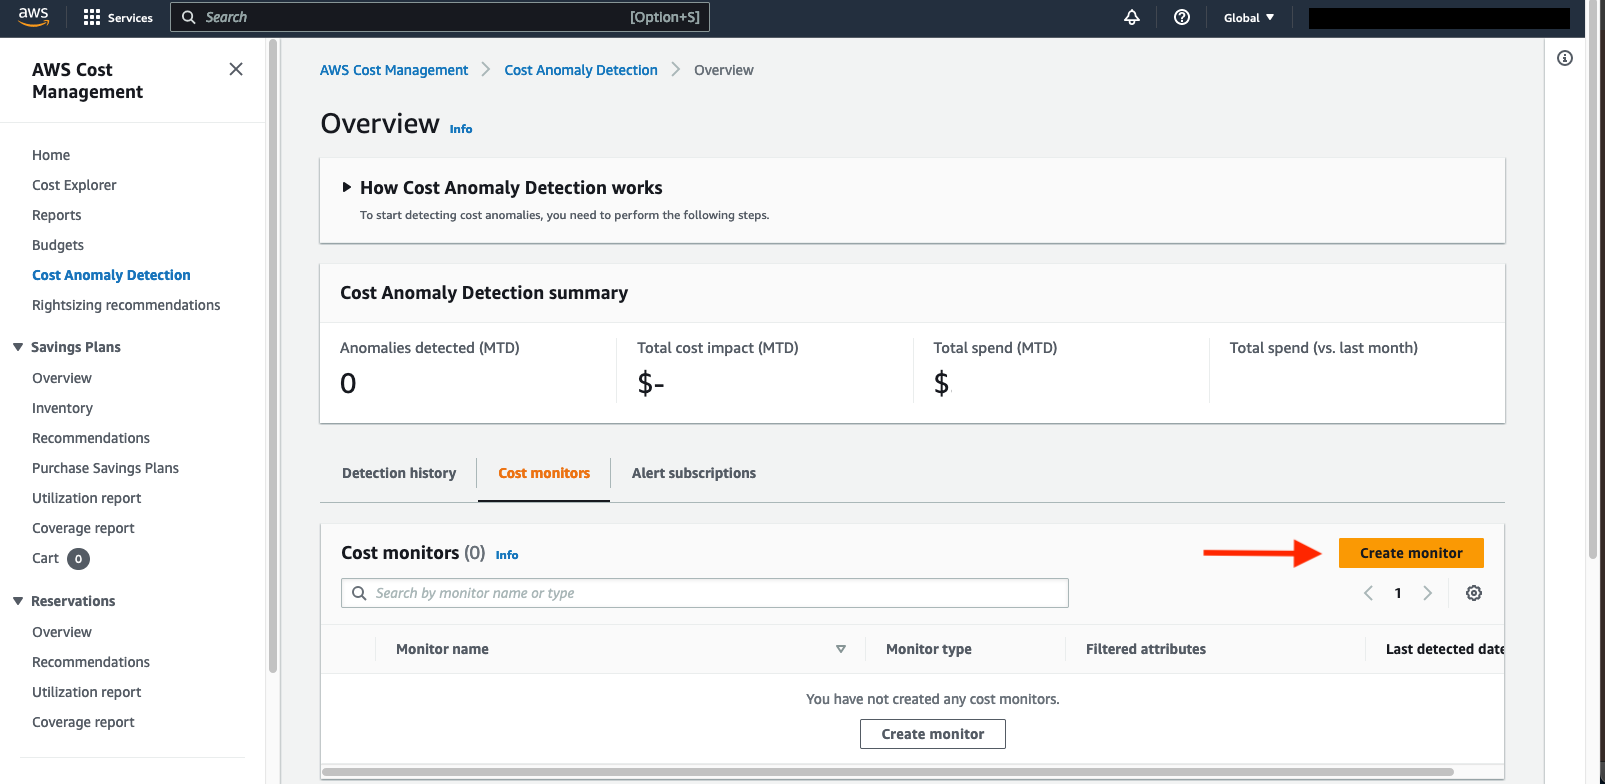 aws
Services
Search
[Option+S]
Global
AWS Cost
Management
Home
Cost Explorer
Reports
Budgets
Cost Anomaly Detection
Rightsizing recommendations
Savings Plans
Overview
Inventory
Recommendations
Purchase Savings Plans
Utilization report
Coverage report
Cart 0
Reservations
Overview
Recommendations
Utilization report
Coverage report
AWS Cost Management
Cost Anomaly Detection
Overview
Overview Info
How Cost Anomaly Detection works
To start detecting cost anomalies, you need to perform the following steps.
Cost Anomaly Detection summary
Anomalies detected (MTD)
0
Total cost impact (MTD)
$-
Total spend (MTD)
$
Total spend (vs. last month)
Detection history
Cost monitors
Alert subscriptions
Cost monitors (0) Info
Create monitor
Search by monitor name or type
1
Monitor name
Monitor type
Filtered attributes
Last detected date
You have not created any cost monitors.
Create monitor